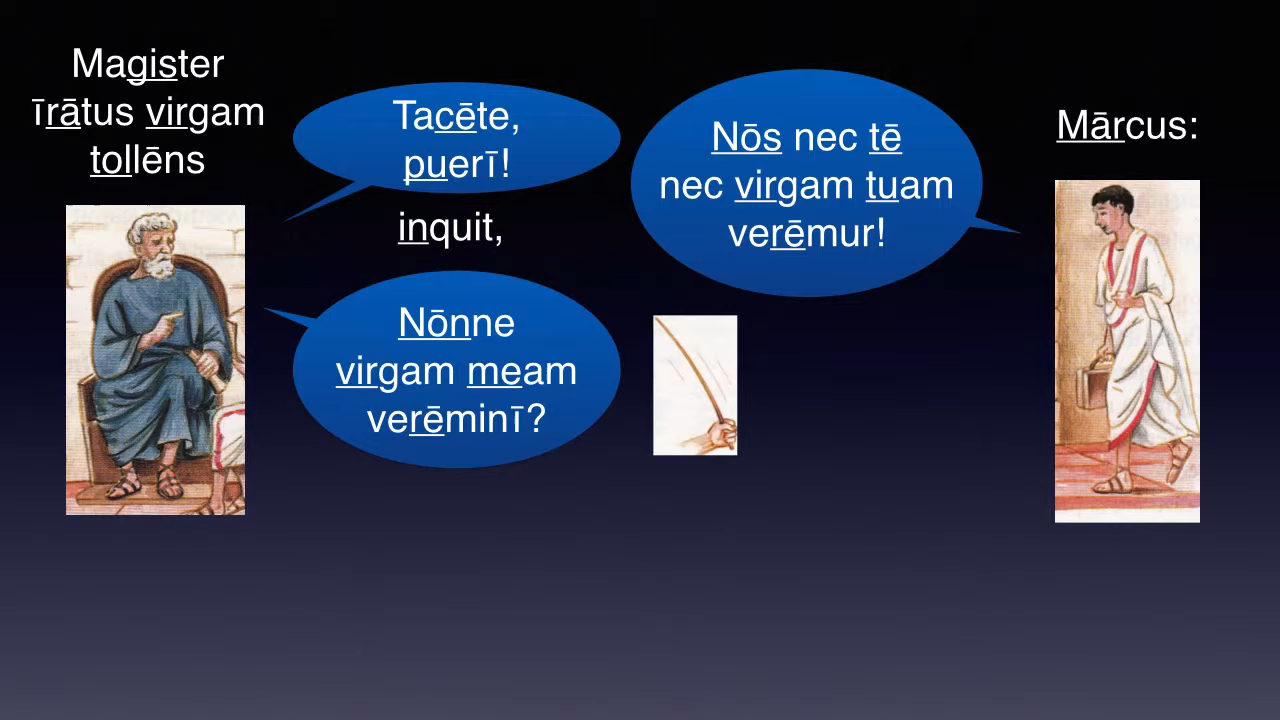 Magister
īrātus virgam
tollēns
Tacēte,
puerī!
inquit,
Nōnne
virgam meam
verēminī?
Mārcus:
Nōs nec tē
nec virgam tuam
verēmur!